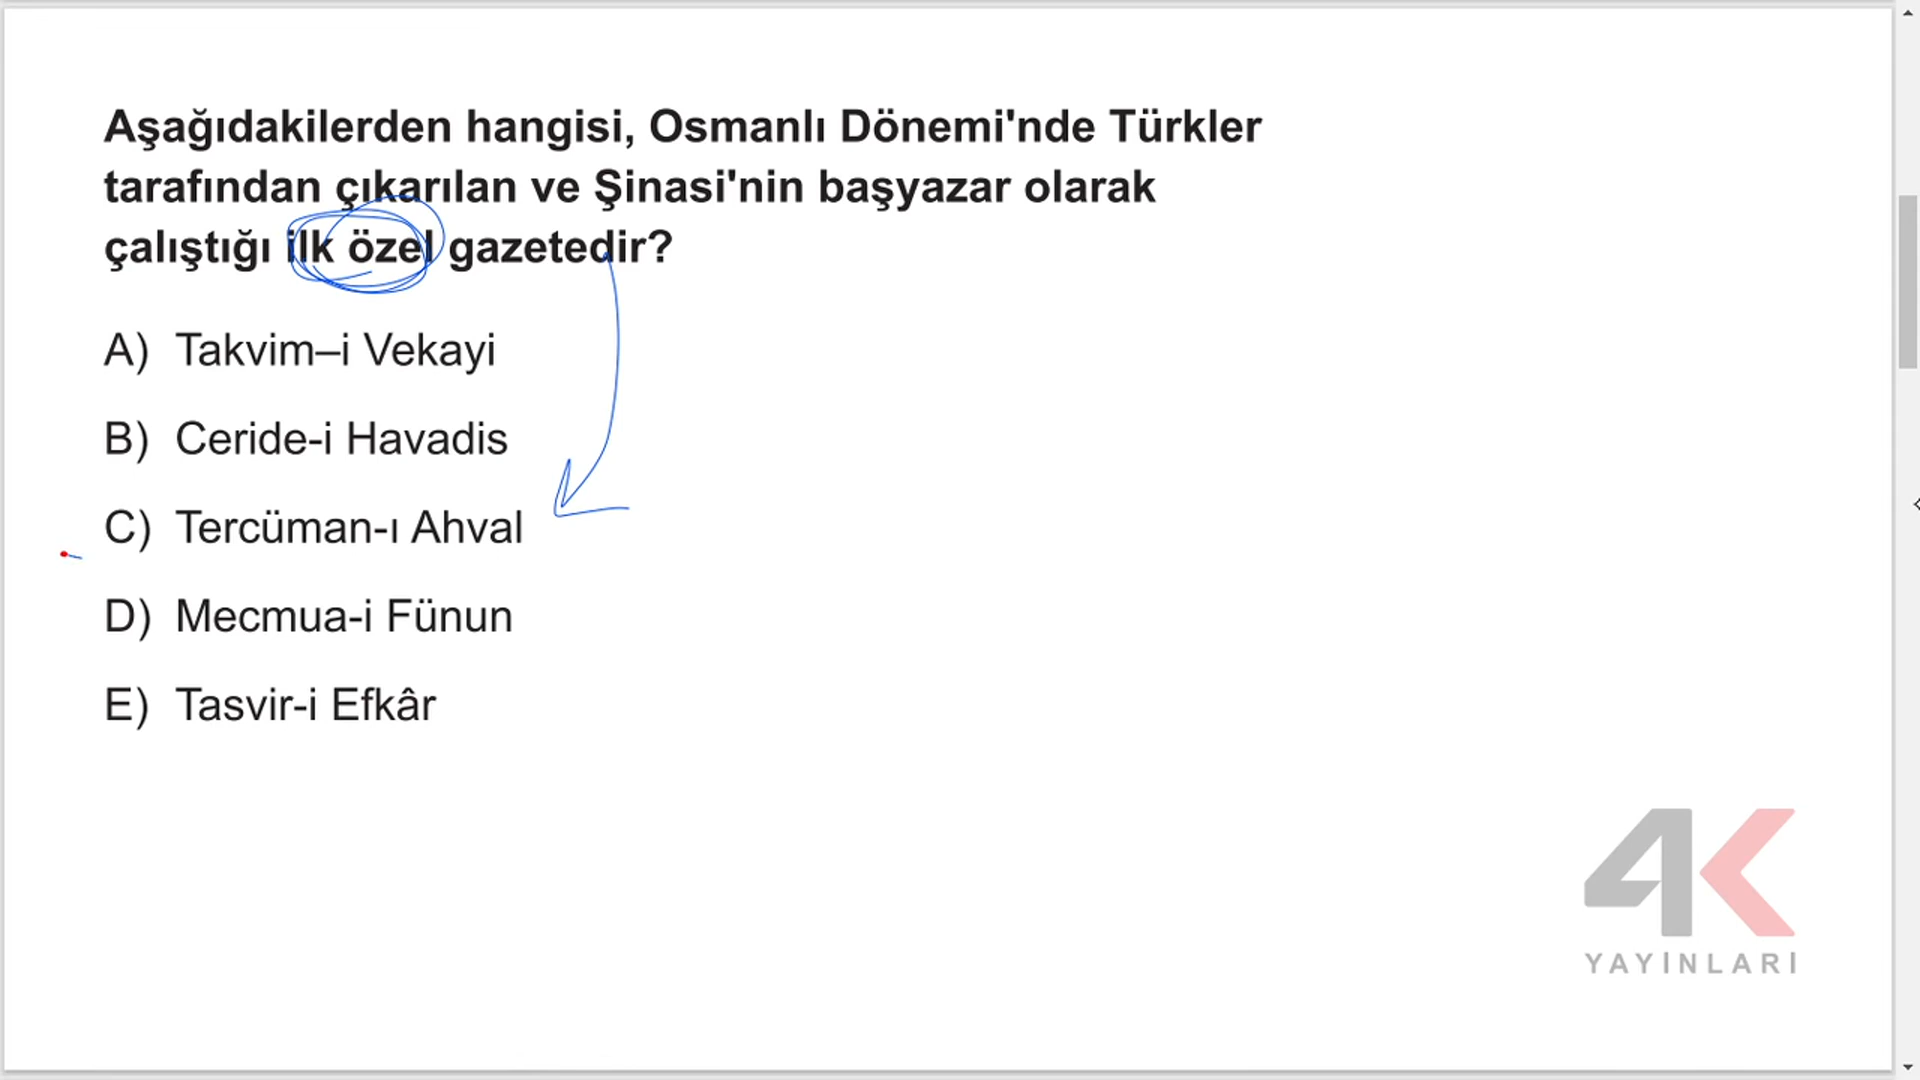 Aşağıdakilerden hangisi, Osmanlı Dönemi'nde Türkler
tarafından çıkarılan ve Şinasi'nin başyazar olarak
çalıştığı ilk özel gazetedir?
A) Takvim–i Vekayi
B) Ceride-i Havadis
C) Tercüman-ı Ahval
D) Mecmua-i Fünun
E) Tasvir-i Efkâr
4K
YAYINLARI